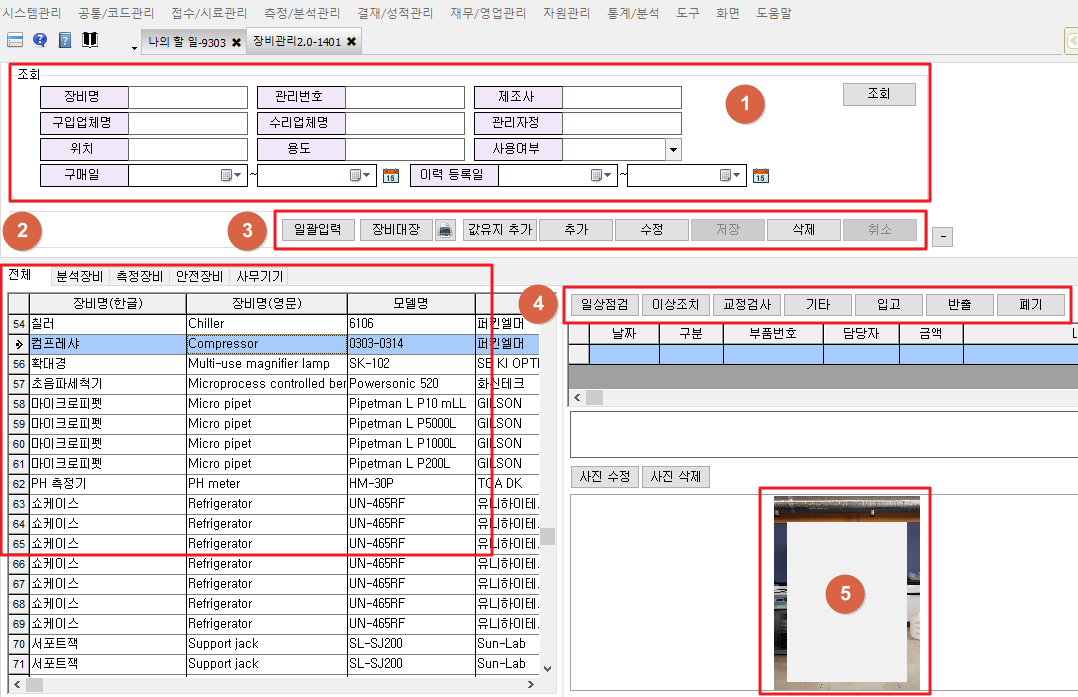 시스템관리 공통/코드관리 접수/시료관리 측정/분석관리 결재/성적관리 재무/영업관리 자원관리 통계/분석 도구 화면 도움말
나의 할 일-9303 장비관리2.0-1401
조회
장비명 관리번호 제조사 조회
1
구입업체명 수리업체명 관리자정
위치 용도 사용여부
구매일 ~ 15 이력 등록일 ~ 15
2 3 일괄입력 장비대장 값유지 추가 추가 수정 저장 삭제 취소 -
전체 분석장비 측정장비 안전장비 사무기기
4 일상점검 이상조치 교정검사 기타 입고 반출 폐기
장비명(한글) 장비명(영문) 모델명
날짜 구분 부품번호 담당자 금액
54 칠러 Chiller 6106 퍼킨엘머
컴프레샤 Compressor 0303-0314 퍼킨엘머
56 확대경 Multi-use magnifier lamp SK-102 SE KI OPTI
57 초음파세척기 Microprocess controlled ber Powersonic 520 화신테크
58 마이크로피펫 Micro pipet Pipetman L P10 mLL GILSON
59 마이크로피펫 Micro pipet Pipetman L P5000L GILSON
60 마이크로피펫 Micro pipet Pipetman L P1000L GILSON
61 마이크로피펫 Micro pipet Pipetman L P200L GILSON
62 PH 측정기 PH meter HM-30P TOA DK
63 쇼케이스 Refrigerator UN-465RF 유니하이테.
64 쇼케이스 Refrigerator UN-465RF 유니하이테.
65 쇼케이스 Refrigerator UN-465RF 유니하이테.
66 쇼케이스 Refrigerator UN-465RF 유니하이테.
67 쇼케이스 Refrigerator UN-465RF 유니하이테.
68 쇼케이스 Refrigerator UN-465RF 유니하이테.
69 쇼케이스 Refrigerator UN-465RF 유니하이테.
70 서포트잭 Support jack SL-SJ200 Sun-Lab
71 서포트잭 Support jack SL-SJ200 Sun-Lab
사진 수정 사진 삭제
5